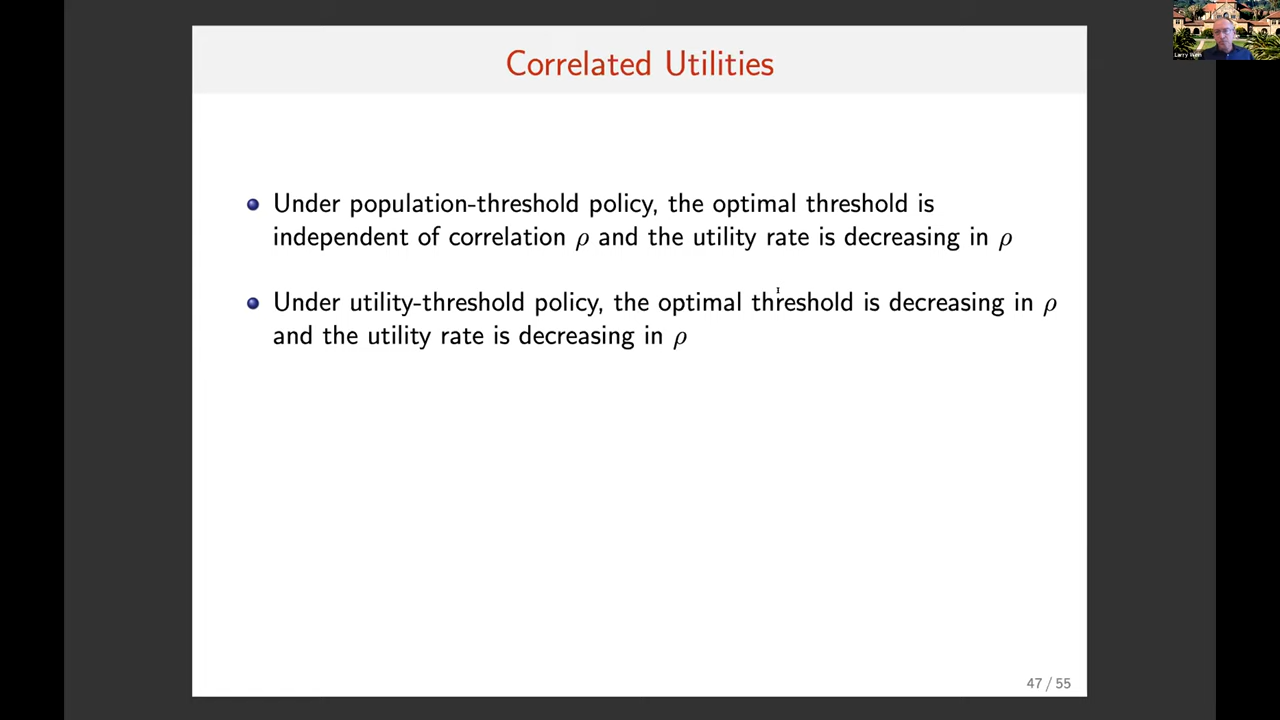 Correlated Utilities
Under population-threshold policy, the optimal threshold is
independent of correlation ρ and the utility rate is decreasing in ρ
Under utility-threshold policy, the optimal threshold is decreasing in ρ
and the utility rate is decreasing in ρ
47 / 55
Larry